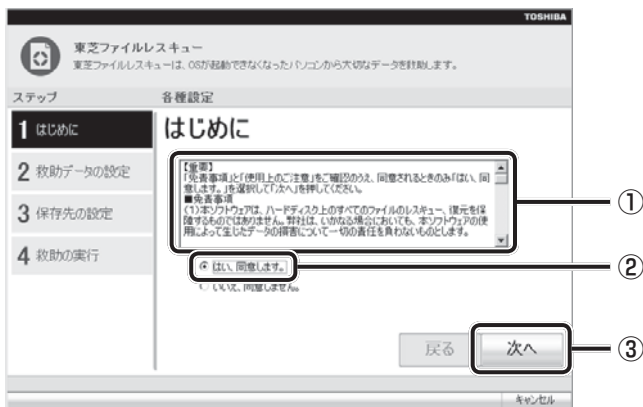 TOSHIBA
東芝ファイルレスキュー
東芝ファイルレスキューは、OSが起動できなくなったパソコンから大切なデータを救助します。
ステップ
各種設定
1 はじめに
2 救助データの設定
3 保存先の設定
4 救助の実行
はじめに
【重要】
「免責事項」と「使用上のご注意」をご確認のうえ、同意されるときのみ「はい、同
意します。」を選択して「次へ」を押してください。
■免責事項
(1)本ソフトウェアは、ハードディスク上のすべてのファイルのレスキュー、復元を保
障するものではありません。弊社は、いかなる場合においても、本ソフトウェアの使
用によって生じたデータの損害について一切の責任を負わないものとします。
①
はい、同意します。
②
いいえ、同意しません。
戻る
次へ
③
キャンセル